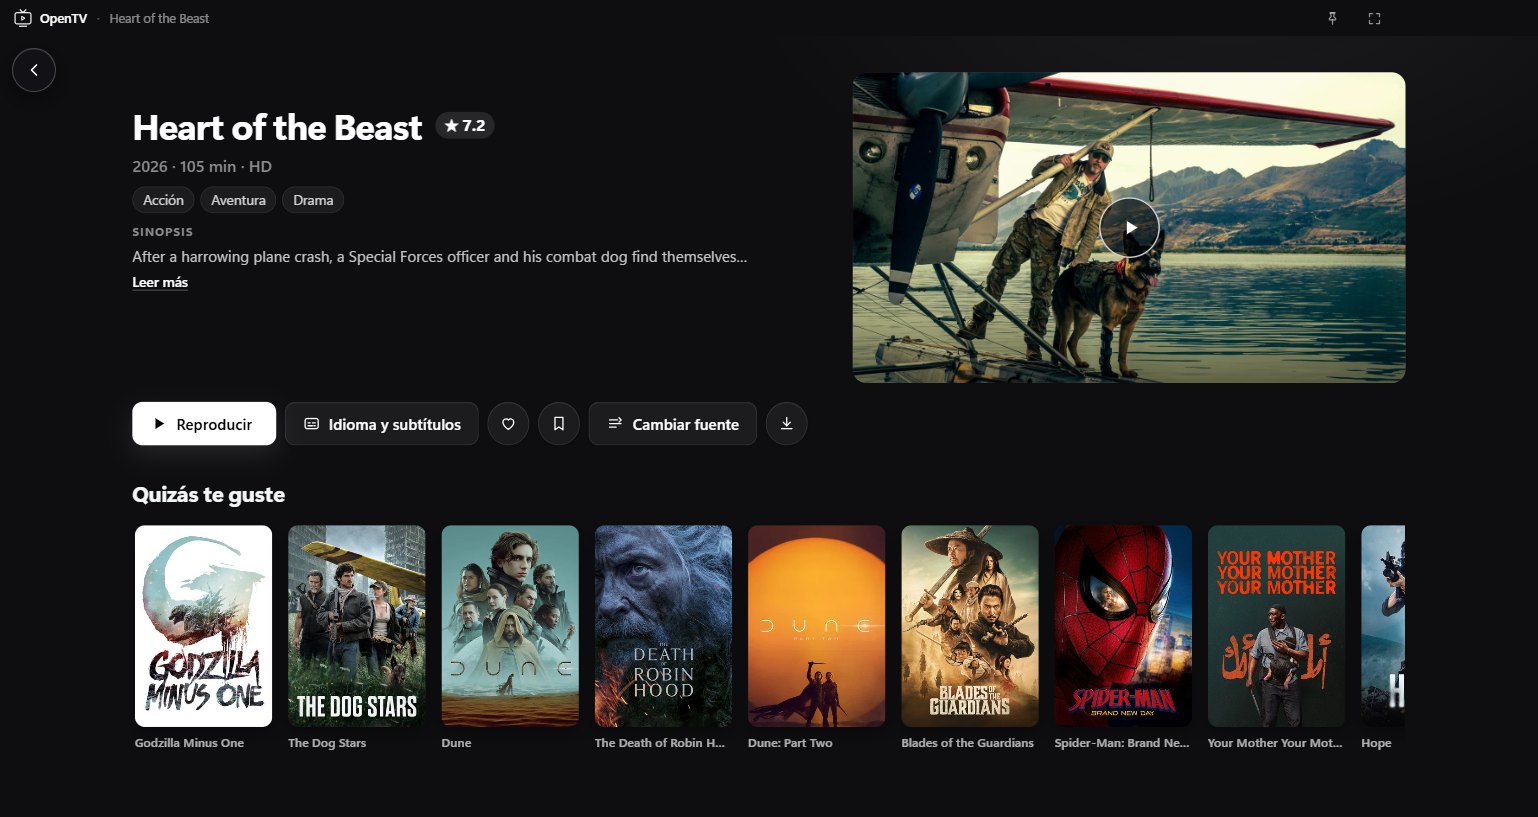 OpenTV · Heart of the Beast
Heart of the Beast ★ 7.2
2026 · 105 min · HD
Acción Aventura Drama
SINOPSIS
After a harrowing plane crash, a Special Forces officer and his combat dog find themselves...
Leer más
Reproducir Idioma y subtítulos Cambiar fuente
Quizás te guste
GODZILLA
MINUS ONE
THE DOG STARS
DUNE
THE
DEATH
OF
ROBIN
HOOD
DUNE
PART TWO
BLADES OF THE
GUARDIANS
SPIDER-MAN
BRAND NEW DAY
YOUR MOTHER
YOUR MOTHER
YOUR MOTHER
H
Godzilla Minus One
The Dog Stars
Dune
The Death of Robin H...
Dune: Part Two
Blades of the Guardians
Spider-Man: Brand Ne...
Your Mother Your Mot...
Hope